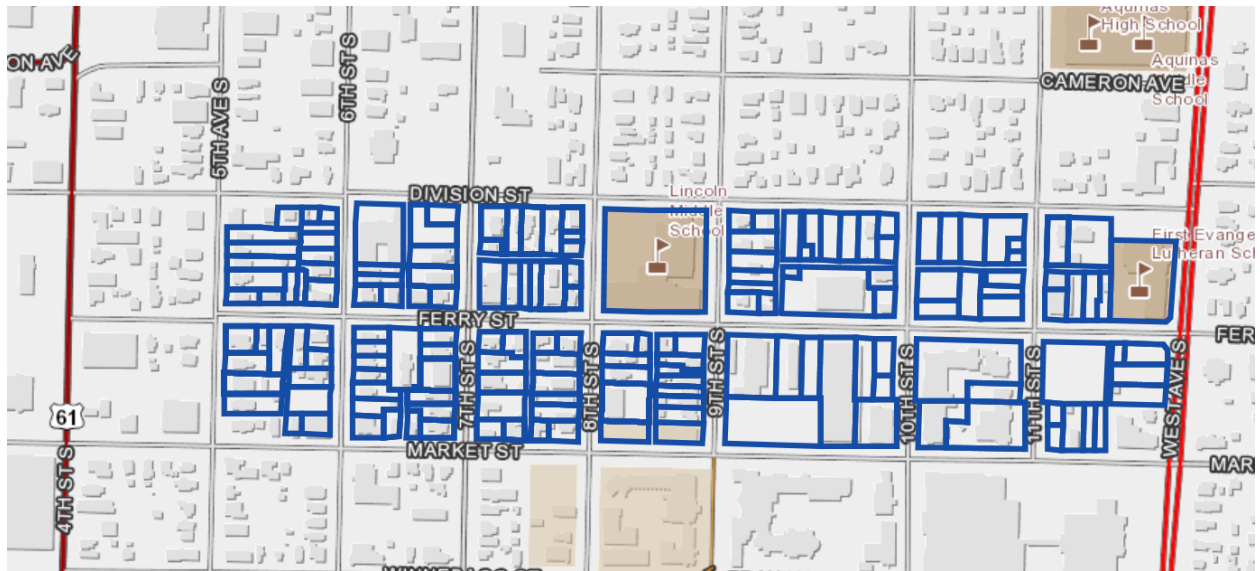 Aquinas
High School
ON AVE
Aquinas
Middle
School
CAMERON AVE
5TH AVE S
6TH ST S
DIVISION ST
Lincoln
Middle
School
First Evange
Lutheran Sch
FERRY ST
FER
7TH ST S
8TH ST S
9TH ST S
10TH ST S
11TH ST S
WEST AVE S
61
4TH ST S
MARKET ST
MAR